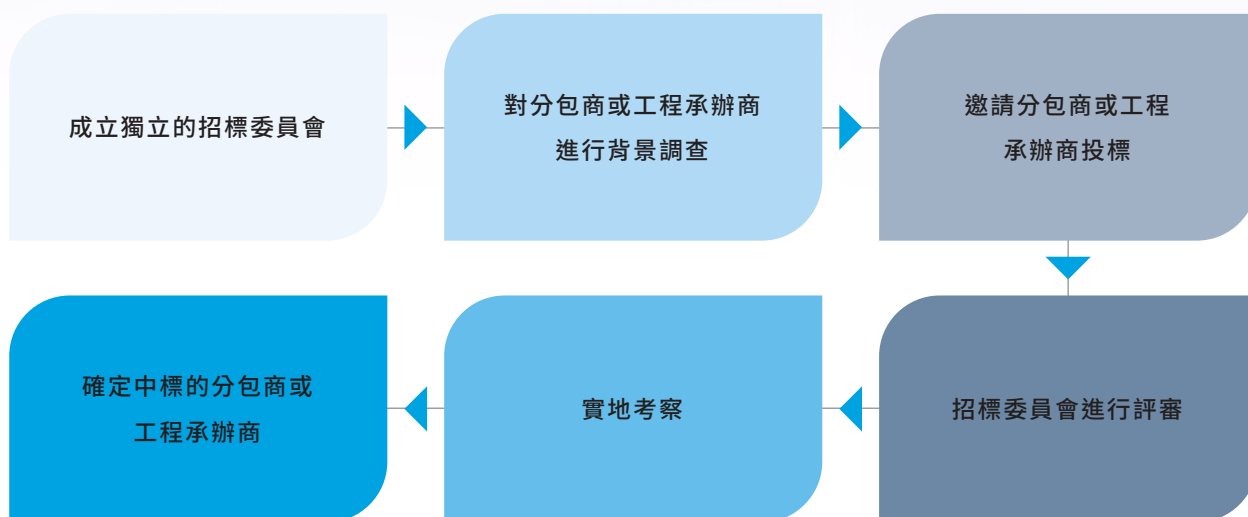 成立獨立的招標委員會
對分包商或工程承辦商
進行背景調查
邀請分包商或工程
承辦商投標
招標委員會進行評審
實地考察
確定中標的分包商或
工程承辦商